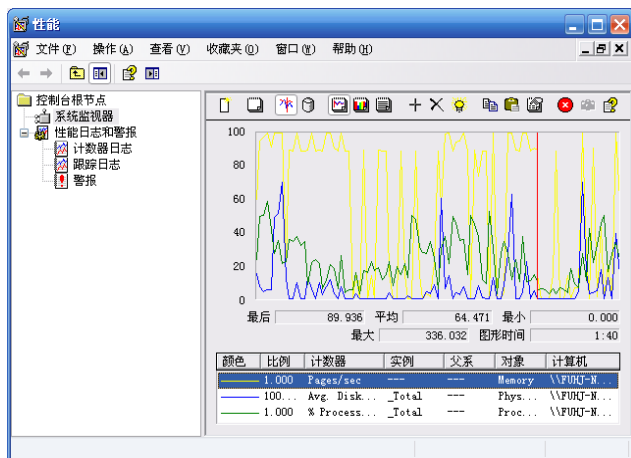 性能
文件(F) 操作(A) 查看(V) 收藏夹(O) 窗口(W) 帮助(H)
控制台根节点
系统监视器
性能日志和警报
计数器日志
跟踪日志
警报
100
80
60
40
20
0
最后 89.936 平均 64.471 最小 0.000
最大 336.032 图形时间 1:40
颜色 比例 计数器 实例 父系 对象 计算机
1.000 Pages/sec --- --- Memory \\FUHJ-N...
100... Avg. Disk... _Total --- Phys... \\FUHJ-N...
1.000 % Process... _Total --- Proc... \\FUHJ-N...